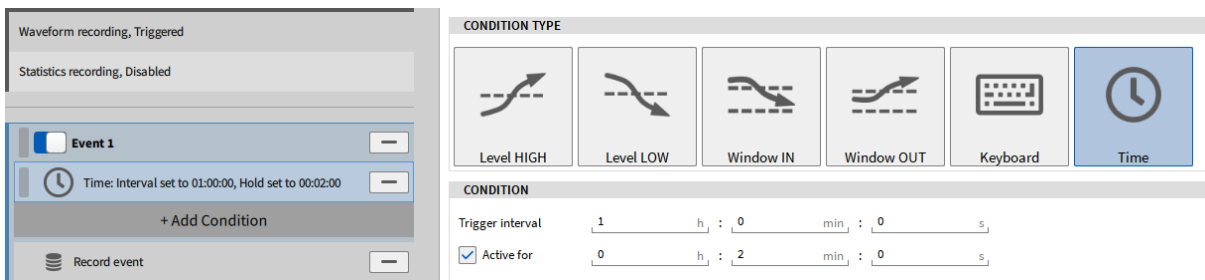 Waveform recording, Triggered
Statistics recording, Disabled
Event 1
Time: Interval set to 01:00:00, Hold set to 00:02:00
+ Add Condition
Record event
CONDITION TYPE
Level HIGH Level LOW Window IN Window OUT Keyboard Time
CONDITION
Trigger interval 1 h : 0 min : 0 s
Active for 0 h : 2 min : 0 s